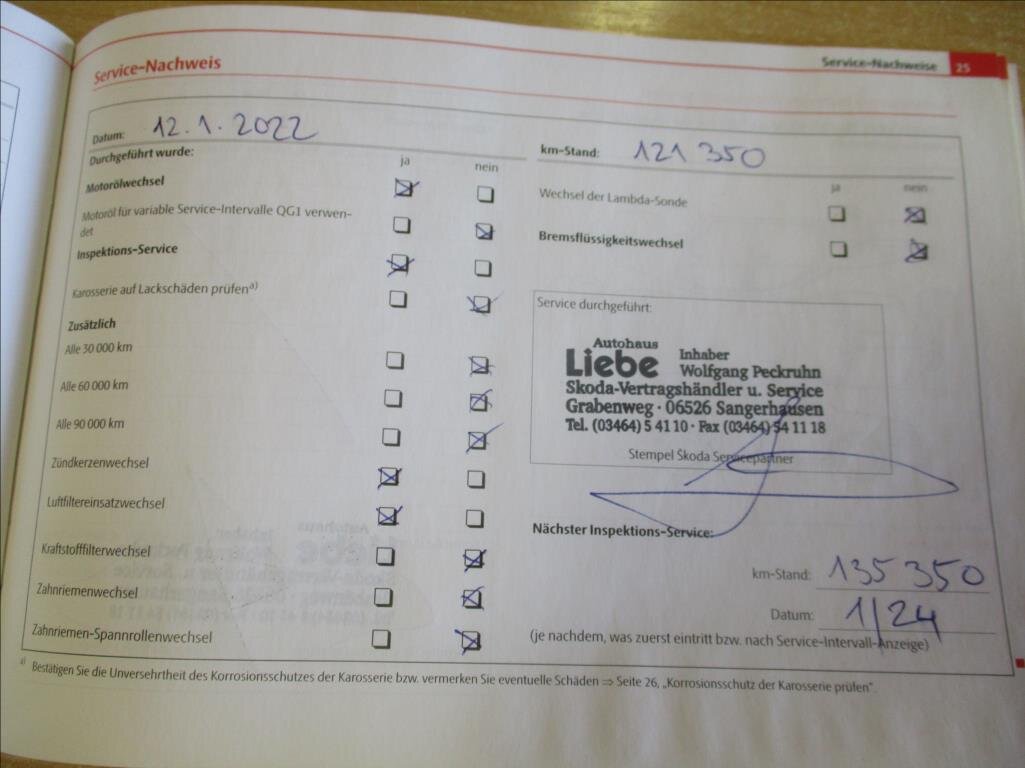 Service-Nachweis
Service-Nachweise 25
Datum: 12.1.2022
km-Stand: 121 350
Durchgeführt wurde:
ja nein
Motorölwechsel
Motoröl für variable Service-Intervalle QG1 verwen-
det
Inspektions-Service
Karosserie auf Lackschäden prüfen a)
Zusätzlich
Alle 30 000 km
Alle 60 000 km
Alle 90 000 km
Zündkerzenwechsel
Luftfiltereinsatzwechsel
Kraftstofffilterwechsel
Zahnriemenwechsel
Zahnriemen-Spannrollenwechsel
ja nein
Wechsel der Lambda-Sonde
Bremsflüssigkeitswechsel
Service durchgeführt:
Autohaus
Liebe Inhaber
Wolfgang Peckruhn
Skoda-Vertragshändler u. Service
Grabenweg · 06526 Sangerhausen
Tel. (03464) 5 41 10 · Fax (03464) 54 11 18
Stempel Skoda Servicepartner
Nächster Inspektions-Service:
km-Stand: 135 350
Datum: 1/24
(je nachdem, was zuerst eintritt bzw. nach Service-Intervall-Anzeige)
a) Bestätigen Sie die Unversehrtheit des Korrosionsschutzes der Karosserie bzw. vermerken Sie eventuelle Schäden ⇒ Seite 26, „Korrosionsschutz der Karosserie prüfen".